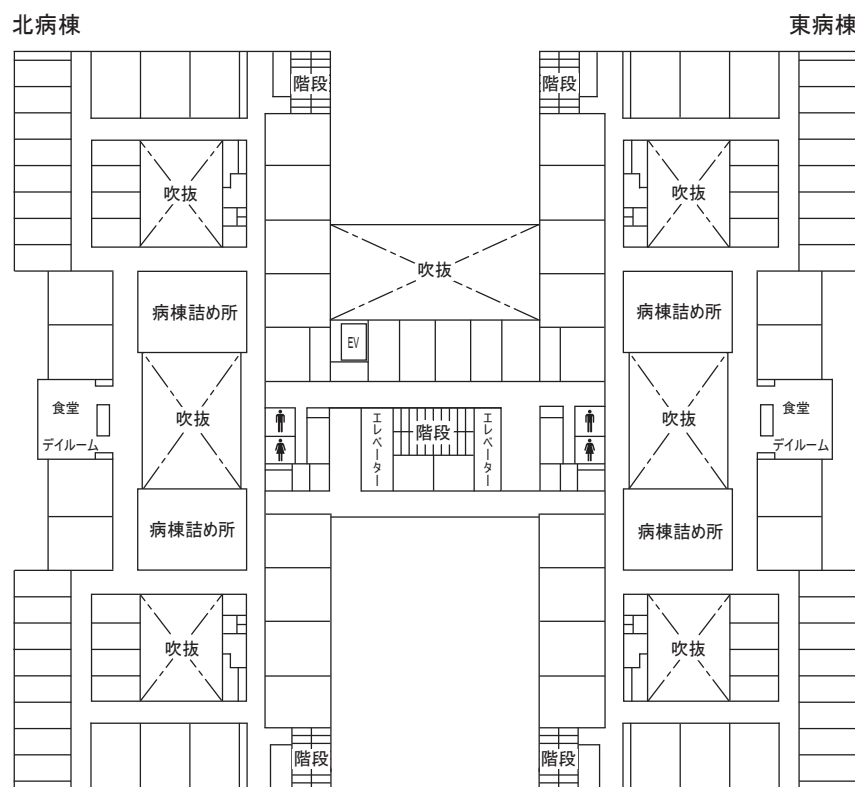 北病棟
東病棟
階段
階段
吹抜
吹抜
吹抜
病棟詰め所
病棟詰め所
EV
食堂
デイルーム
吹抜
エレベーター
階段
エレベーター
吹抜
食堂
デイルーム
病棟詰め所
病棟詰め所
吹抜
吹抜
階段
階段